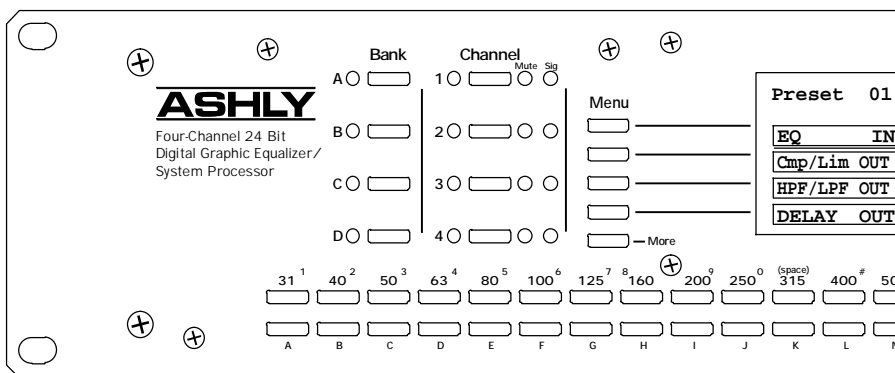 Bank Channel
Mute Sig
A 1
ASHLY
Four-Channel 24 Bit
Digital Graphic Equalizer/
System Processor
B 2
C 3
D 4
Menu
More
Preset 01
EQ IN
Cmp/Lim OUT
HPF/LPF OUT
DELAY OUT
31 1 40 2 50 3 63 4 80 5 100 6 125 7 8 160 200 9 250 0 (space) 315 400 #
A B C D E F G H I J K L